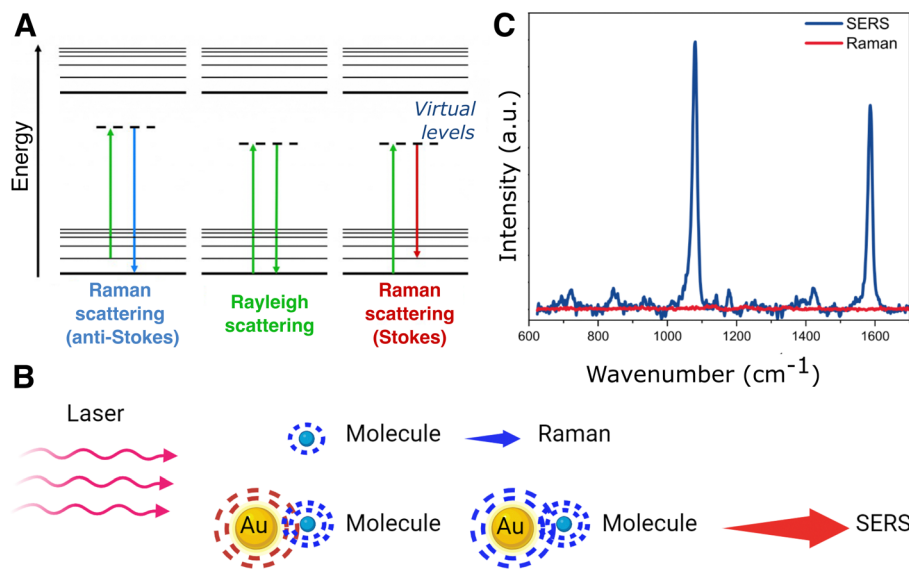 A
Energy
Virtual
levels
Raman
scattering
(anti-Stokes)
Rayleigh
scattering
Raman
scattering
(Stokes)
C
SERS
Raman
Intensity (a.u.)
600
800
1000
1200
1400
1600
Wavenumber (cm⁻¹)
B
Laser
Molecule
Raman
Au
Molecule
Au
Molecule
SERS